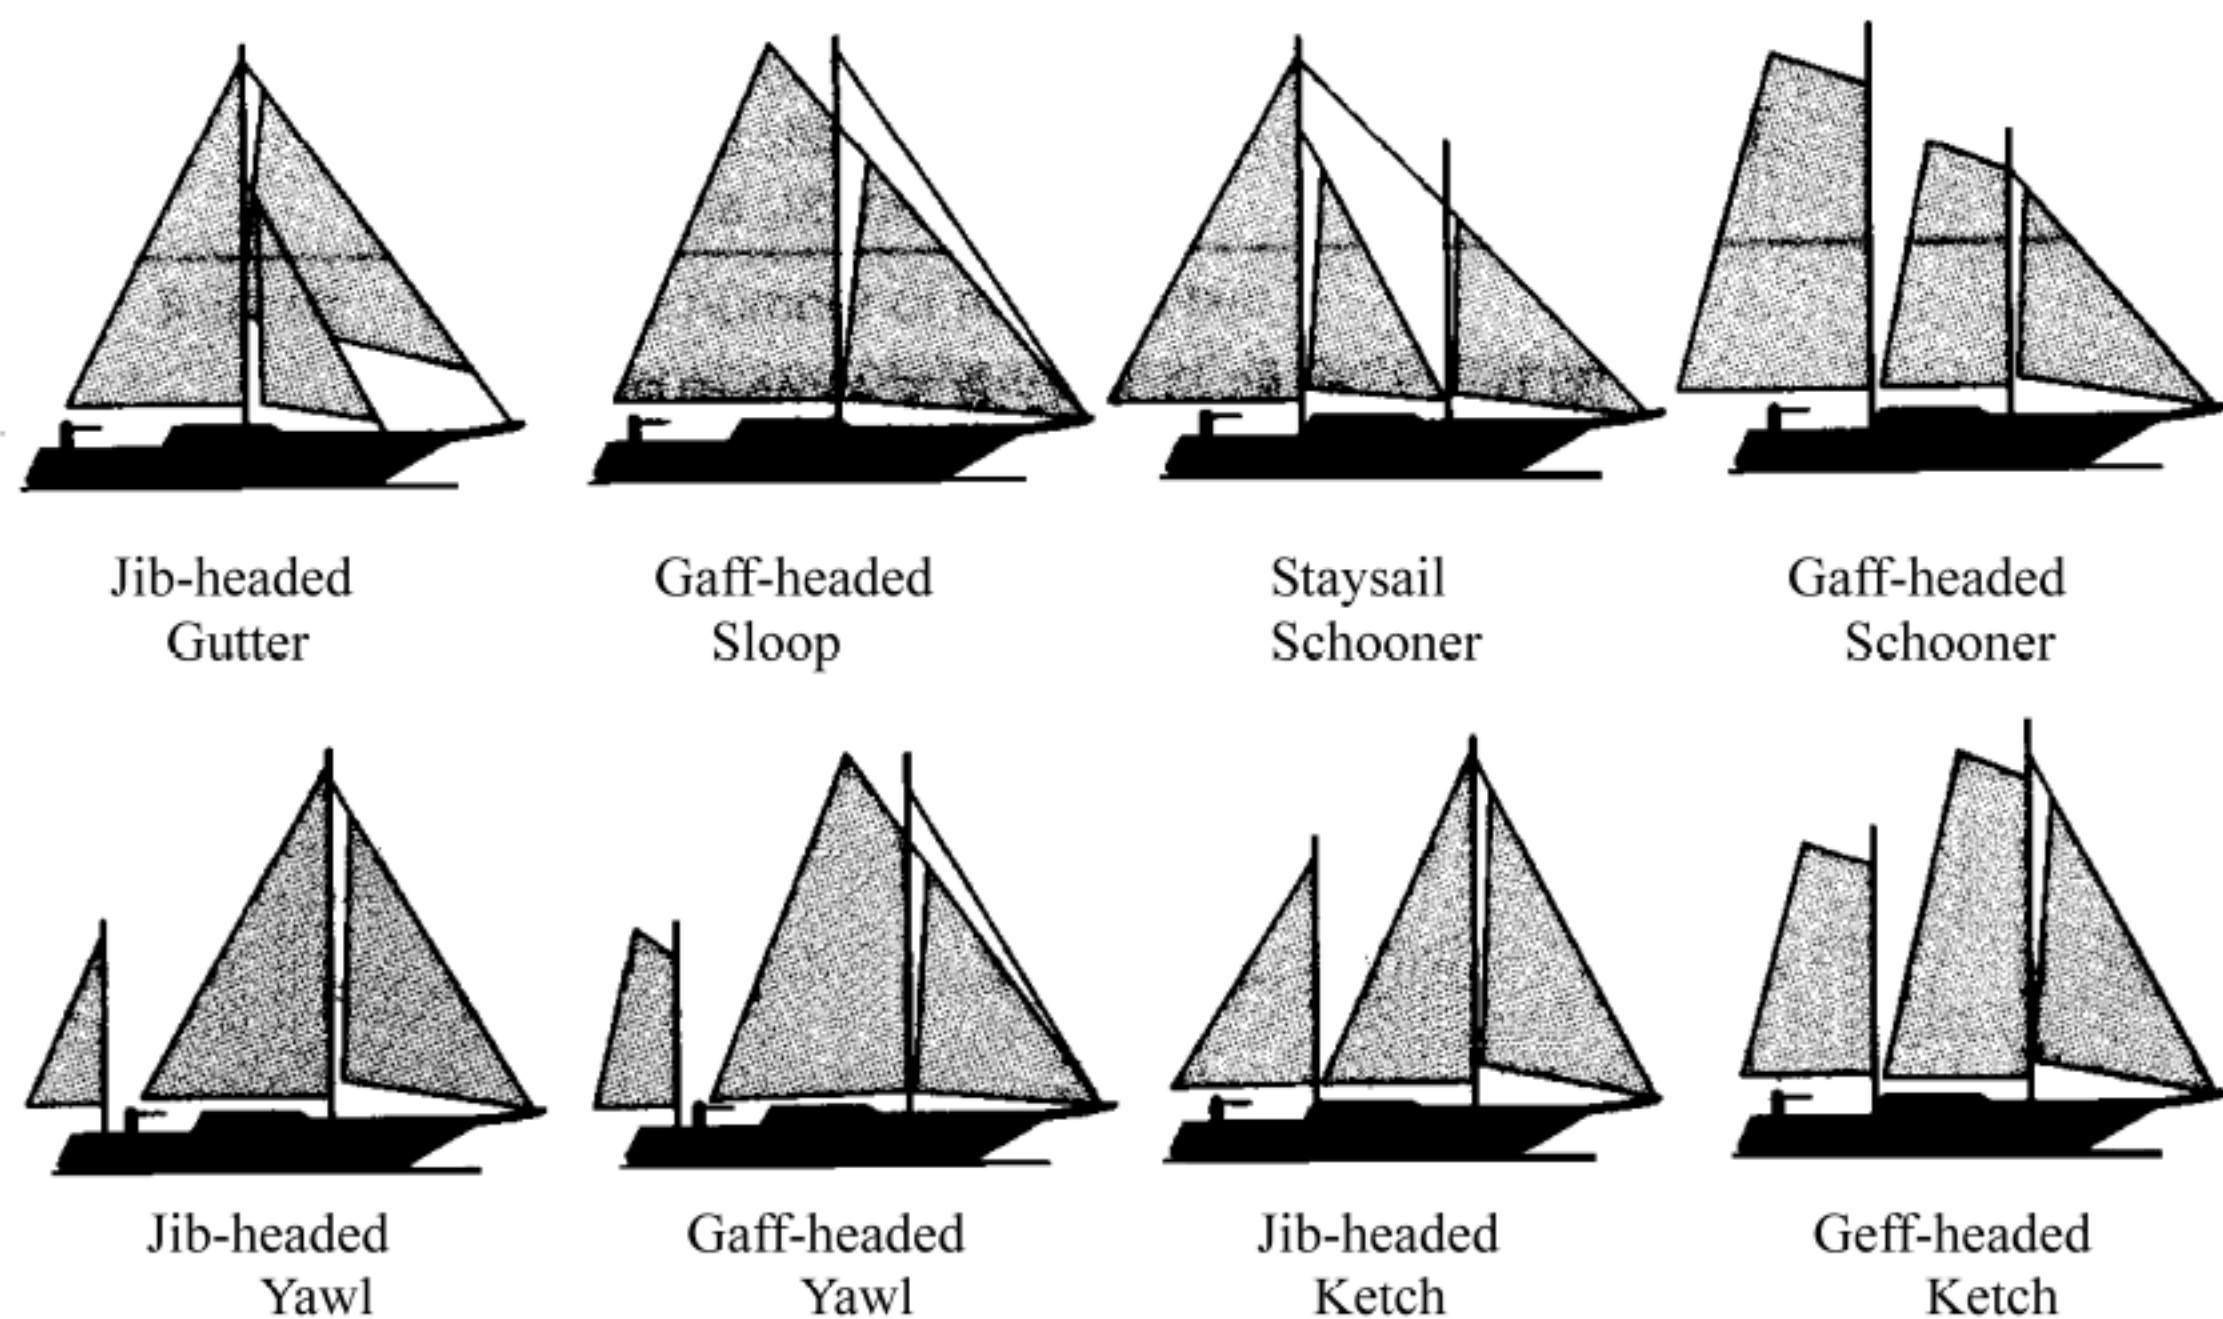 Jib-headed
Gutter
Gaff-headed
Sloop
Staysail
Schooner
Gaff-headed
Schooner
Jib-headed
Yawl
Gaff-headed
Yawl
Jib-headed
Ketch
Geff-headed
Ketch